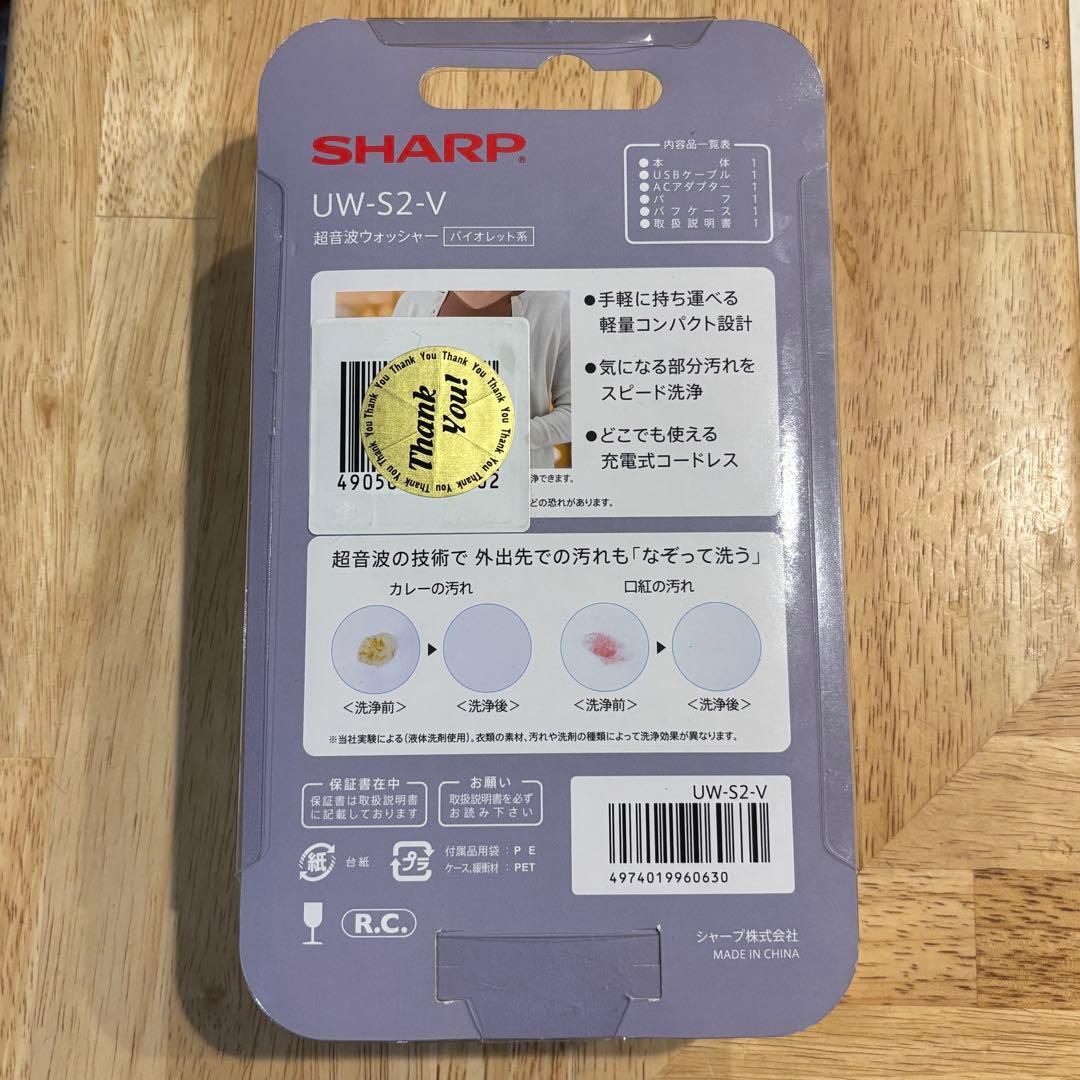 SHARP®
UW-S2-V
超音波ウォッシャー バイオレット系
内容品一覧表
●本体 1
●USBケーブル 1
●ACアダプター 1
●パフ 1
●パフケース 1
●取扱説明書 1
●手軽に持ち運べる
軽量コンパクト設計
●気になる部分汚れを
スピード洗浄
●どこでも使える
充電式コードレス
Thank You Thank You Thank You Thank You Thank You Thank You Thank You Thank You
Thank
You!
4905
02
浄できます。
どの恐れがあります。
超音波の技術で 外出先での汚れも「なぞって洗う」
カレーの汚れ
口紅の汚れ
<洗浄前>
<洗浄後>
<洗浄前>
<洗浄後>
※当社実験による(液体洗剤使用)。衣類の素材、汚れや洗剤の種類によって洗浄効果が異なります。
保証書在中
保証書は取扱説明書
に記載しております
お願い
取扱説明書を必ず
お読み下さい
紙 台紙
プラ
付属品用袋:PE
ケース、緩衝材:PET
R.C.
UW-S2-V
4974019960630
シャープ株式会社
MADE IN CHINA